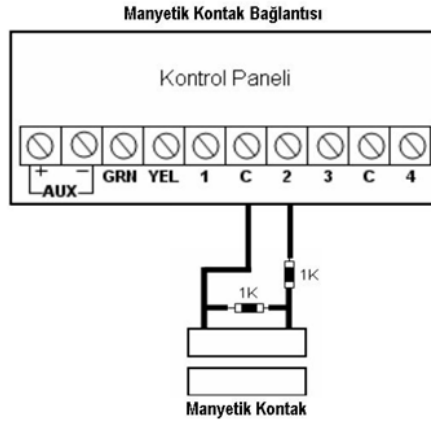 Manyetik Kontak Bağlantısı
Kontrol Paneli
+ − GRN YEL 1 C 2 3 C 4
AUX
1K
1K
Manyetik Kontak